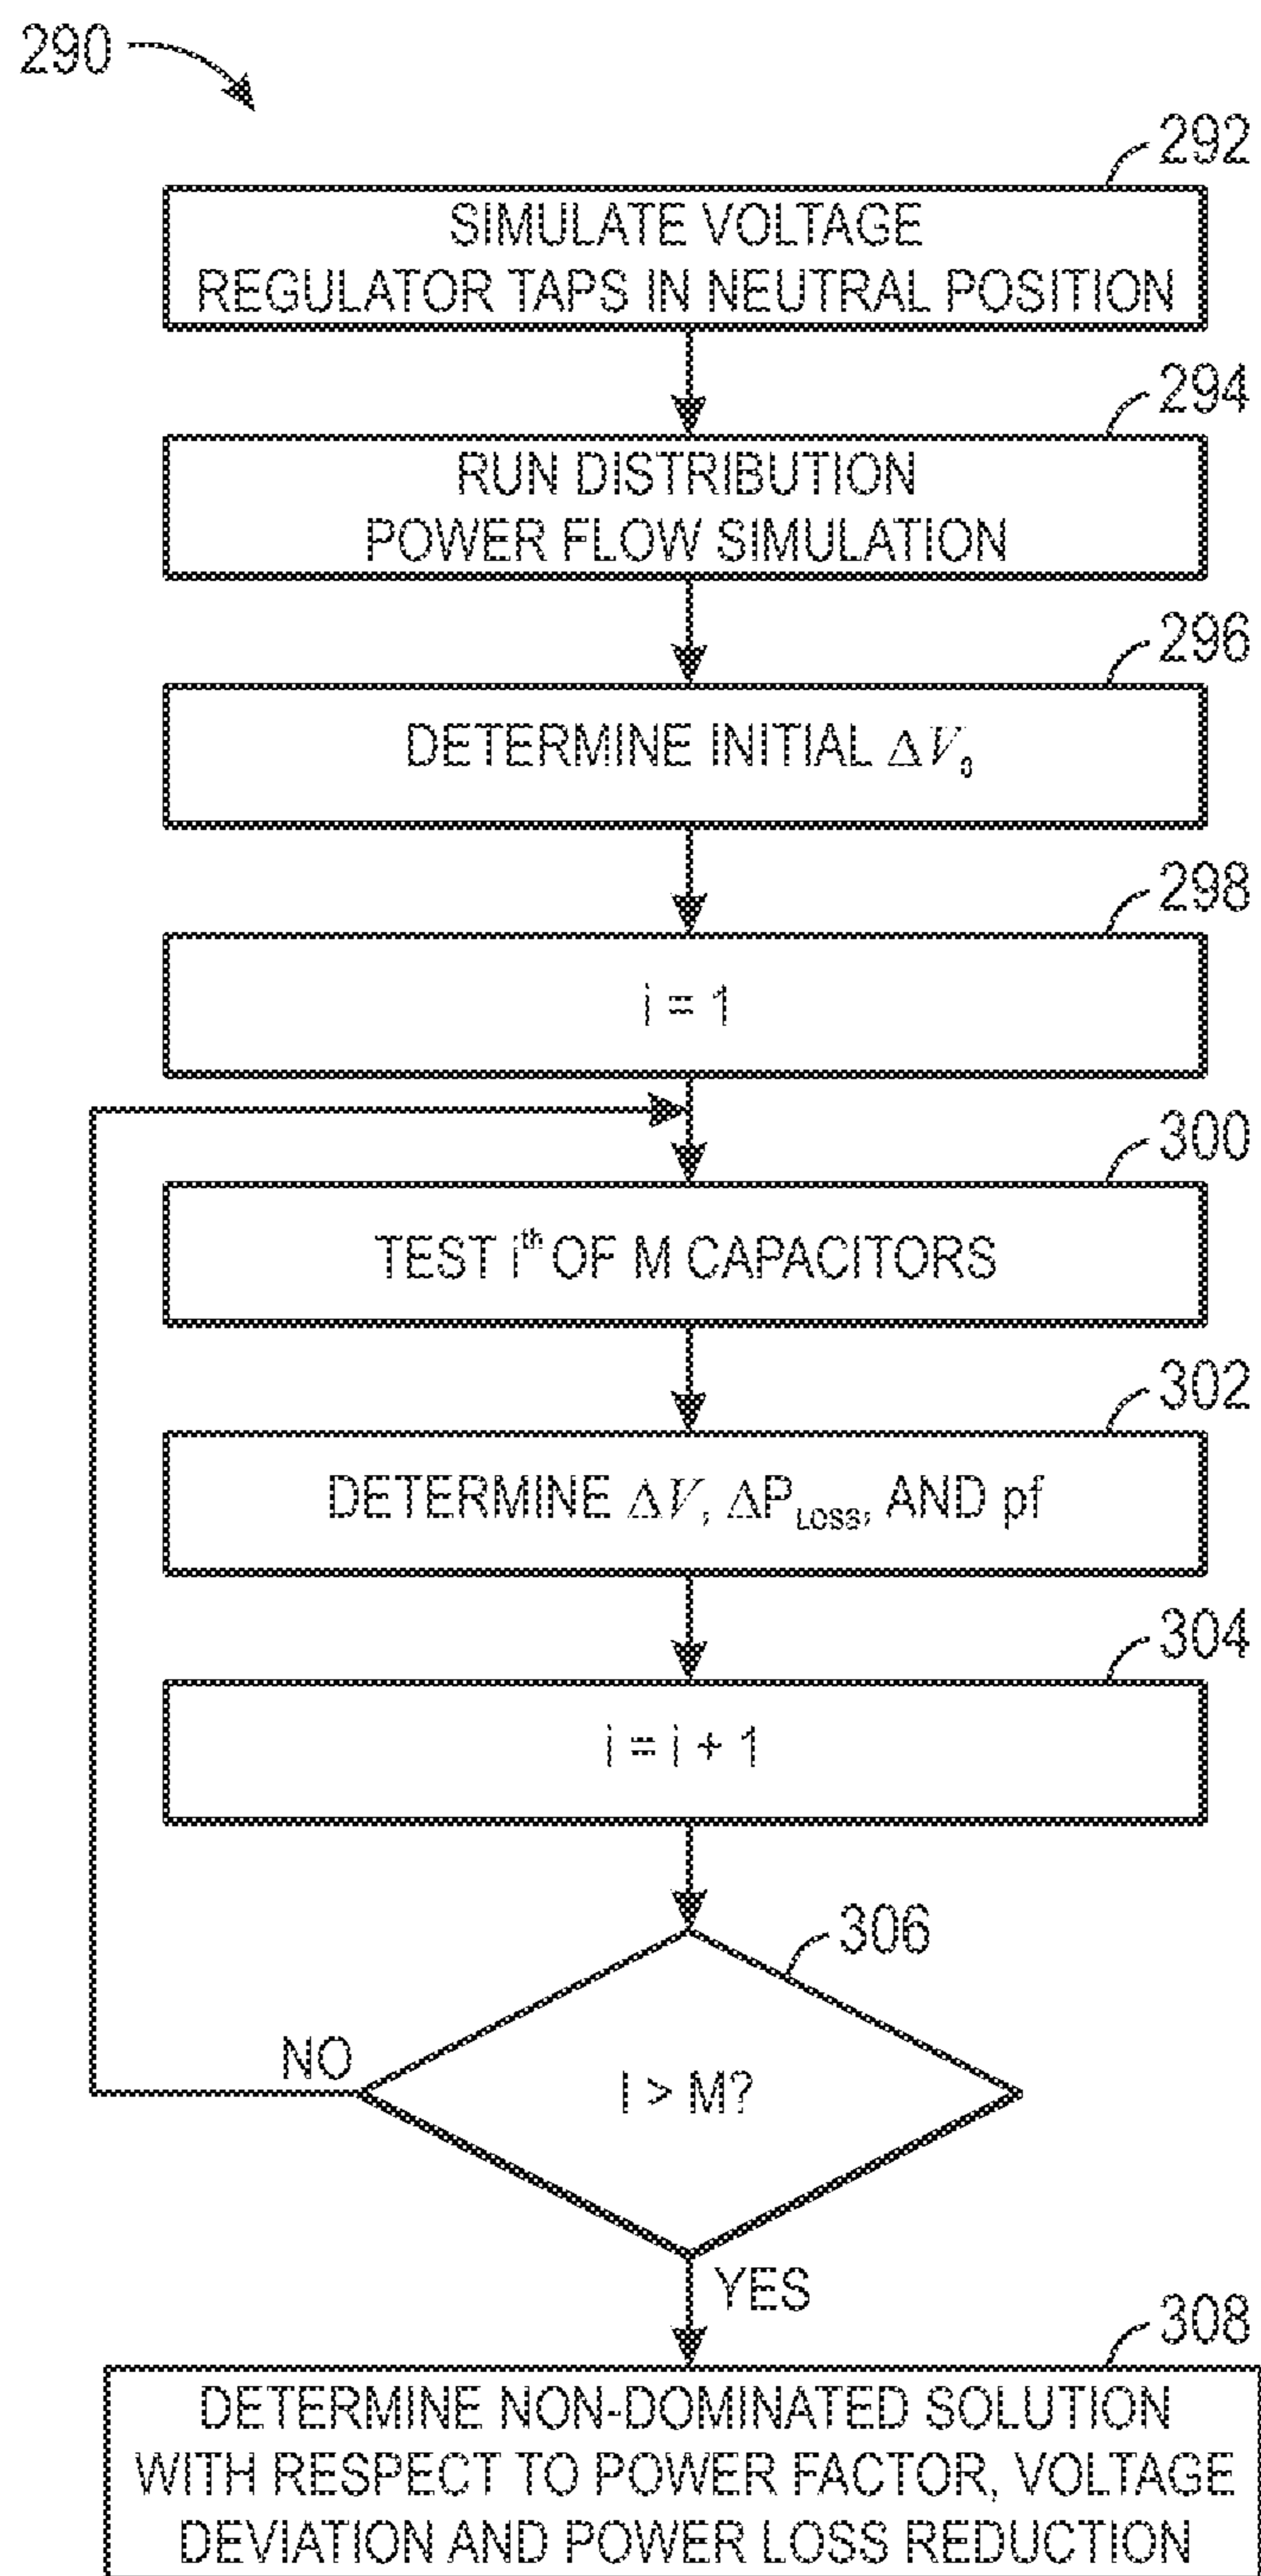 290
292
SIMULATE VOLTAGE
REGULATOR TAPS IN NEUTRAL POSITION
294
RUN DISTRIBUTION
POWER FLOW SIMULATION
296
DETERMINE INITIAL ΔV₀
298
i = 1
300
TEST iᵗʰ OF M CAPACITORS
302
DETERMINE ΔV, ΔP_LOSS, AND pf
304
i = i + 1
306
NO
I > M?
YES
308
DETERMINE NON-DOMINATED SOLUTION
WITH RESPECT TO POWER FACTOR, VOLTAGE
DEVIATION AND POWER LOSS REDUCTION